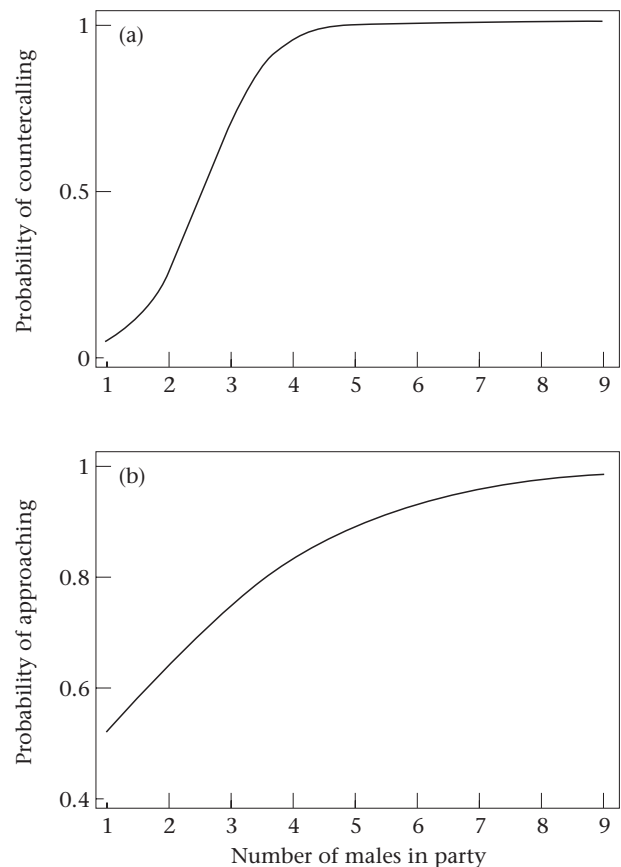 (a)
Probability of countercalling
1
0.5
0
1 2 3 4 5 6 7 8 9
(b)
Probability of approaching
1
0.8
0.6
0.4
1 2 3 4 5 6 7 8 9
Number of males in party